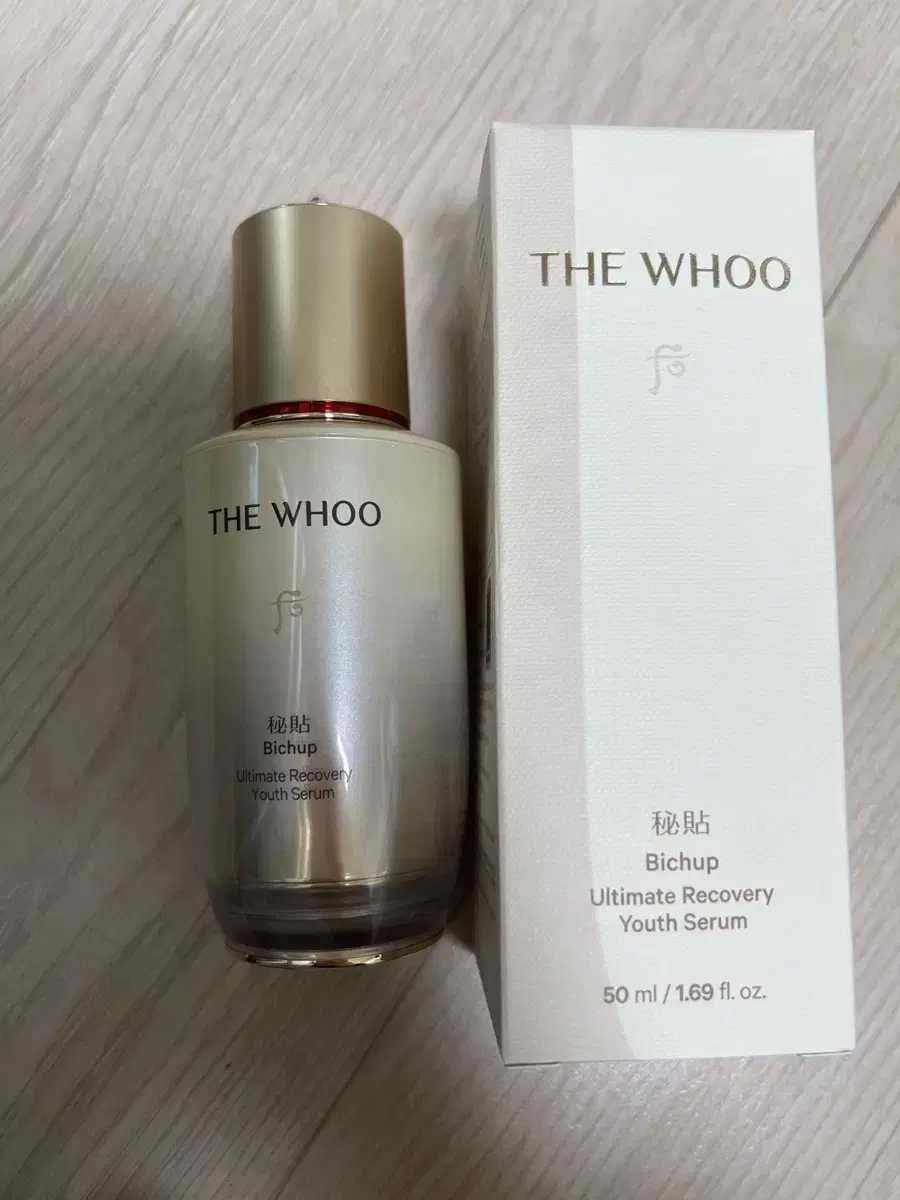 THE WHOO
秘貼
Bichup
Ultimate Recovery
Youth Serum
THE WHOO
秘貼
Bichup
Ultimate Recovery
Youth Serum
50 ml / 1.69 fl. oz.